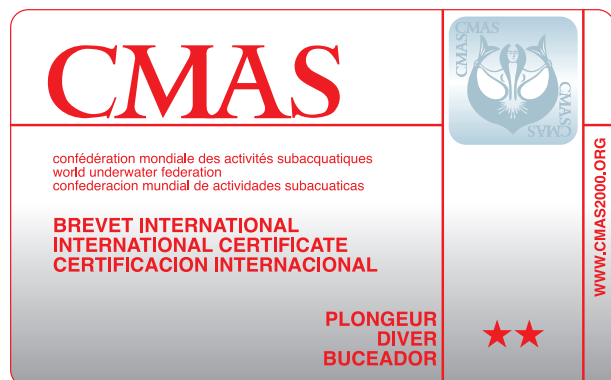 CMAS
CMAS
CMAS
CMAS
CMAS
confédération mondiale des activités subacquatiques
world underwater federation
confederacion mundial de actividades subacuaticas
BREVET INTERNATIONAL
INTERNATIONAL CERTIFICATE
CERTIFICACION INTERNACIONAL
PLONGEUR
DIVER
BUCEADOR
WWW.CMAS2000.ORG